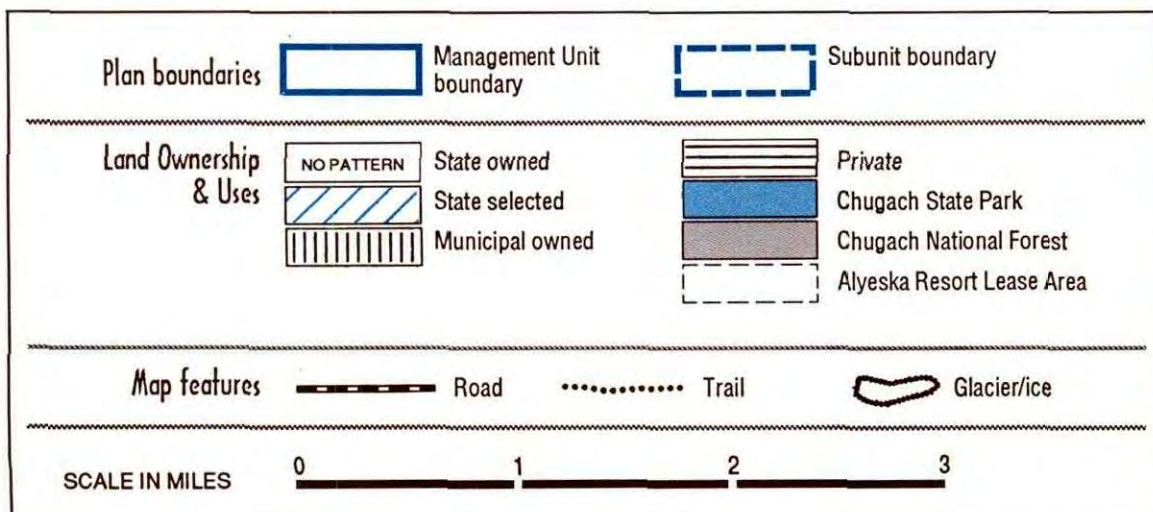 Plan boundaries
Management Unit
boundary
Subunit boundary
Land Ownership
& Uses
NO PATTERN
State owned
State selected
Municipal owned
Private
Chugach State Park
Chugach National Forest
Alyeska Resort Lease Area
Map features
Road
Trail
Glacier/ice
SCALE IN MILES
0 1 2 3